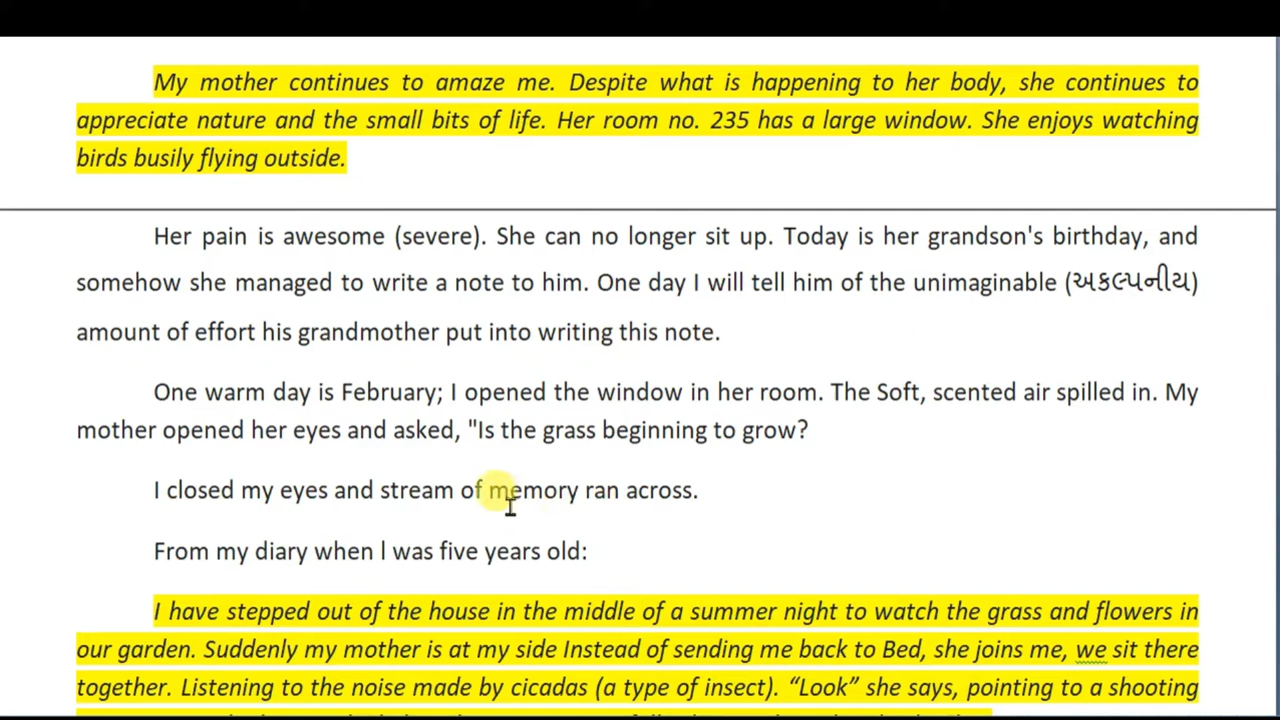 My mother continues to amaze me. Despite what is happening to her body, she continues to
appreciate nature and the small bits of life. Her room no. 235 has a large window. She enjoys watching
birds busily flying outside.
Her pain is awesome (severe). She can no longer sit up. Today is her grandson's birthday, and
somehow she managed to write a note to him. One day I will tell him of the unimaginable (અકલ્પનીય)
amount of effort his grandmother put into writing this note.
One warm day is February; I opened the window in her room. The Soft, scented air spilled in. My
mother opened her eyes and asked, "Is the grass beginning to grow?
I closed my eyes and stream of memory ran across.
From my diary when l was five years old:
I have stepped out of the house in the middle of a summer night to watch the grass and flowers in
our garden. Suddenly my mother is at my side Instead of sending me back to Bed, she joins me, we sit there
together. Listening to the noise made by cicadas (a type of insect). “Look” she says, pointing to a shooting